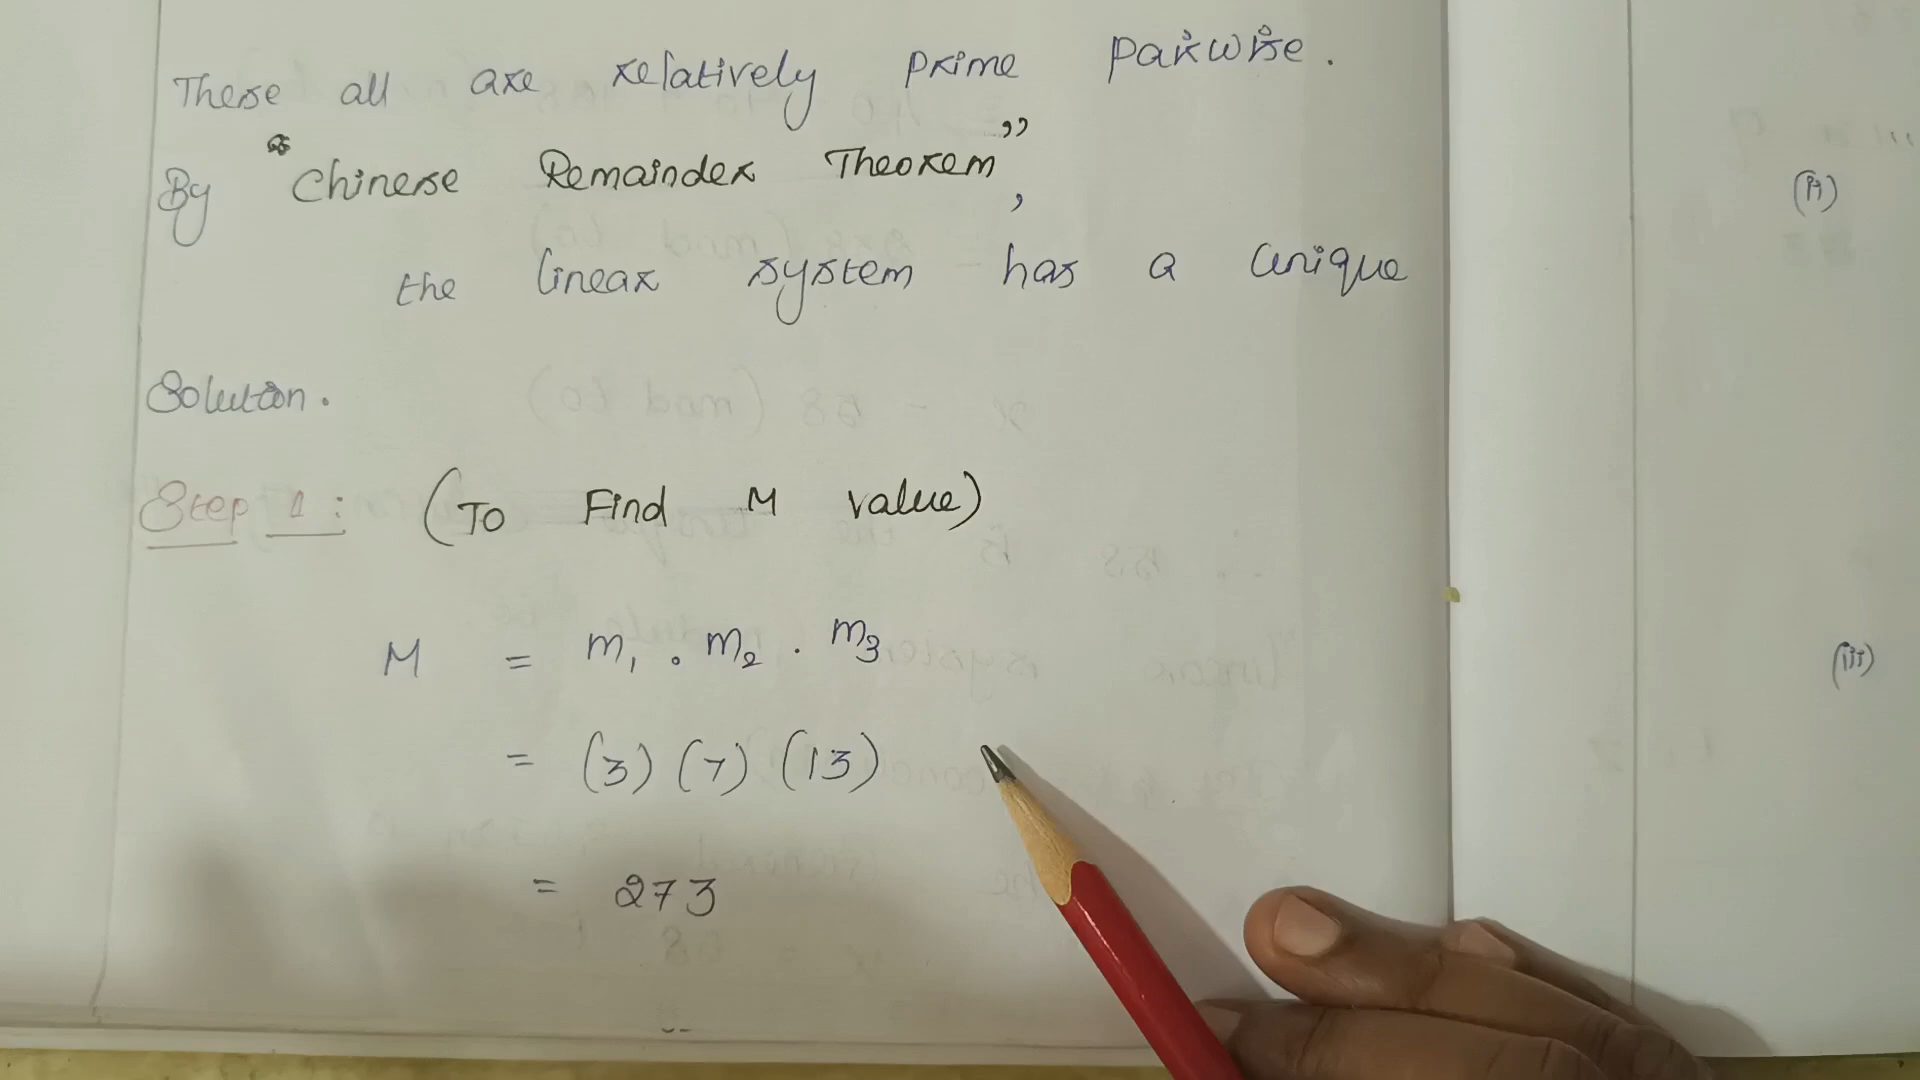 These all are relatively prime pairwise.
By "Chinese Remainder Theorem",
the linear system has a unique
Solution.
Step 1: (To Find M value)
M = m₁ . m₂ . m₃
= (3) (7) (13)
= 273
(ii)
(iii)